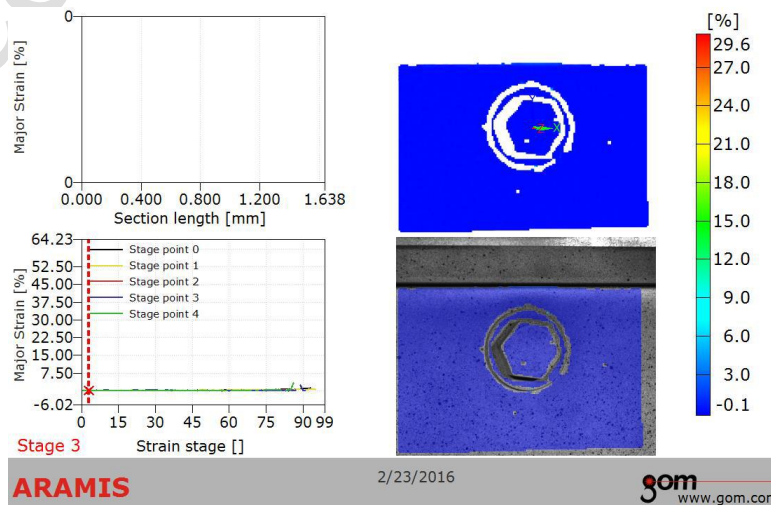 0
Major Strain [%]
0
0.000 0.400 0.800 1.200 1.638
Section length [mm]
64.23
52.50
45.00
37.50
30.00
22.50
15.00
7.50
-6.02
Major Strain [%]
Stage point 0
Stage point 1
Stage point 2
Stage point 3
Stage point 4
0 15 30 45 60 75 90 99
Stage 3
Strain stage []
Y
X
[%]
29.6
27.0
24.0
21.0
18.0
15.0
12.0
9.0
6.0
3.0
-0.1
ARAMIS
2/23/2016
gom
www.gom.com